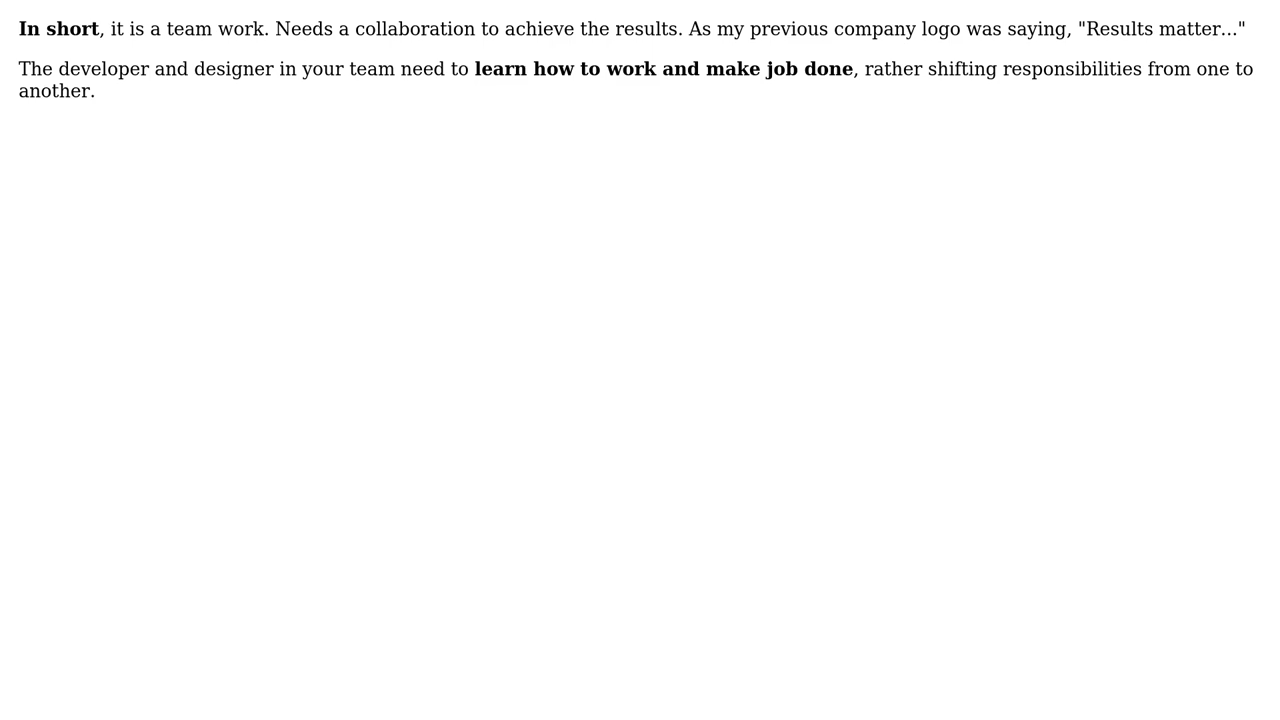 In short, it is a team work. Needs a collaboration to achieve the results. As my previous company logo was saying, "Results matter..."
The developer and designer in your team need to learn how to work and make job done, rather shifting responsibilities from one to
another.